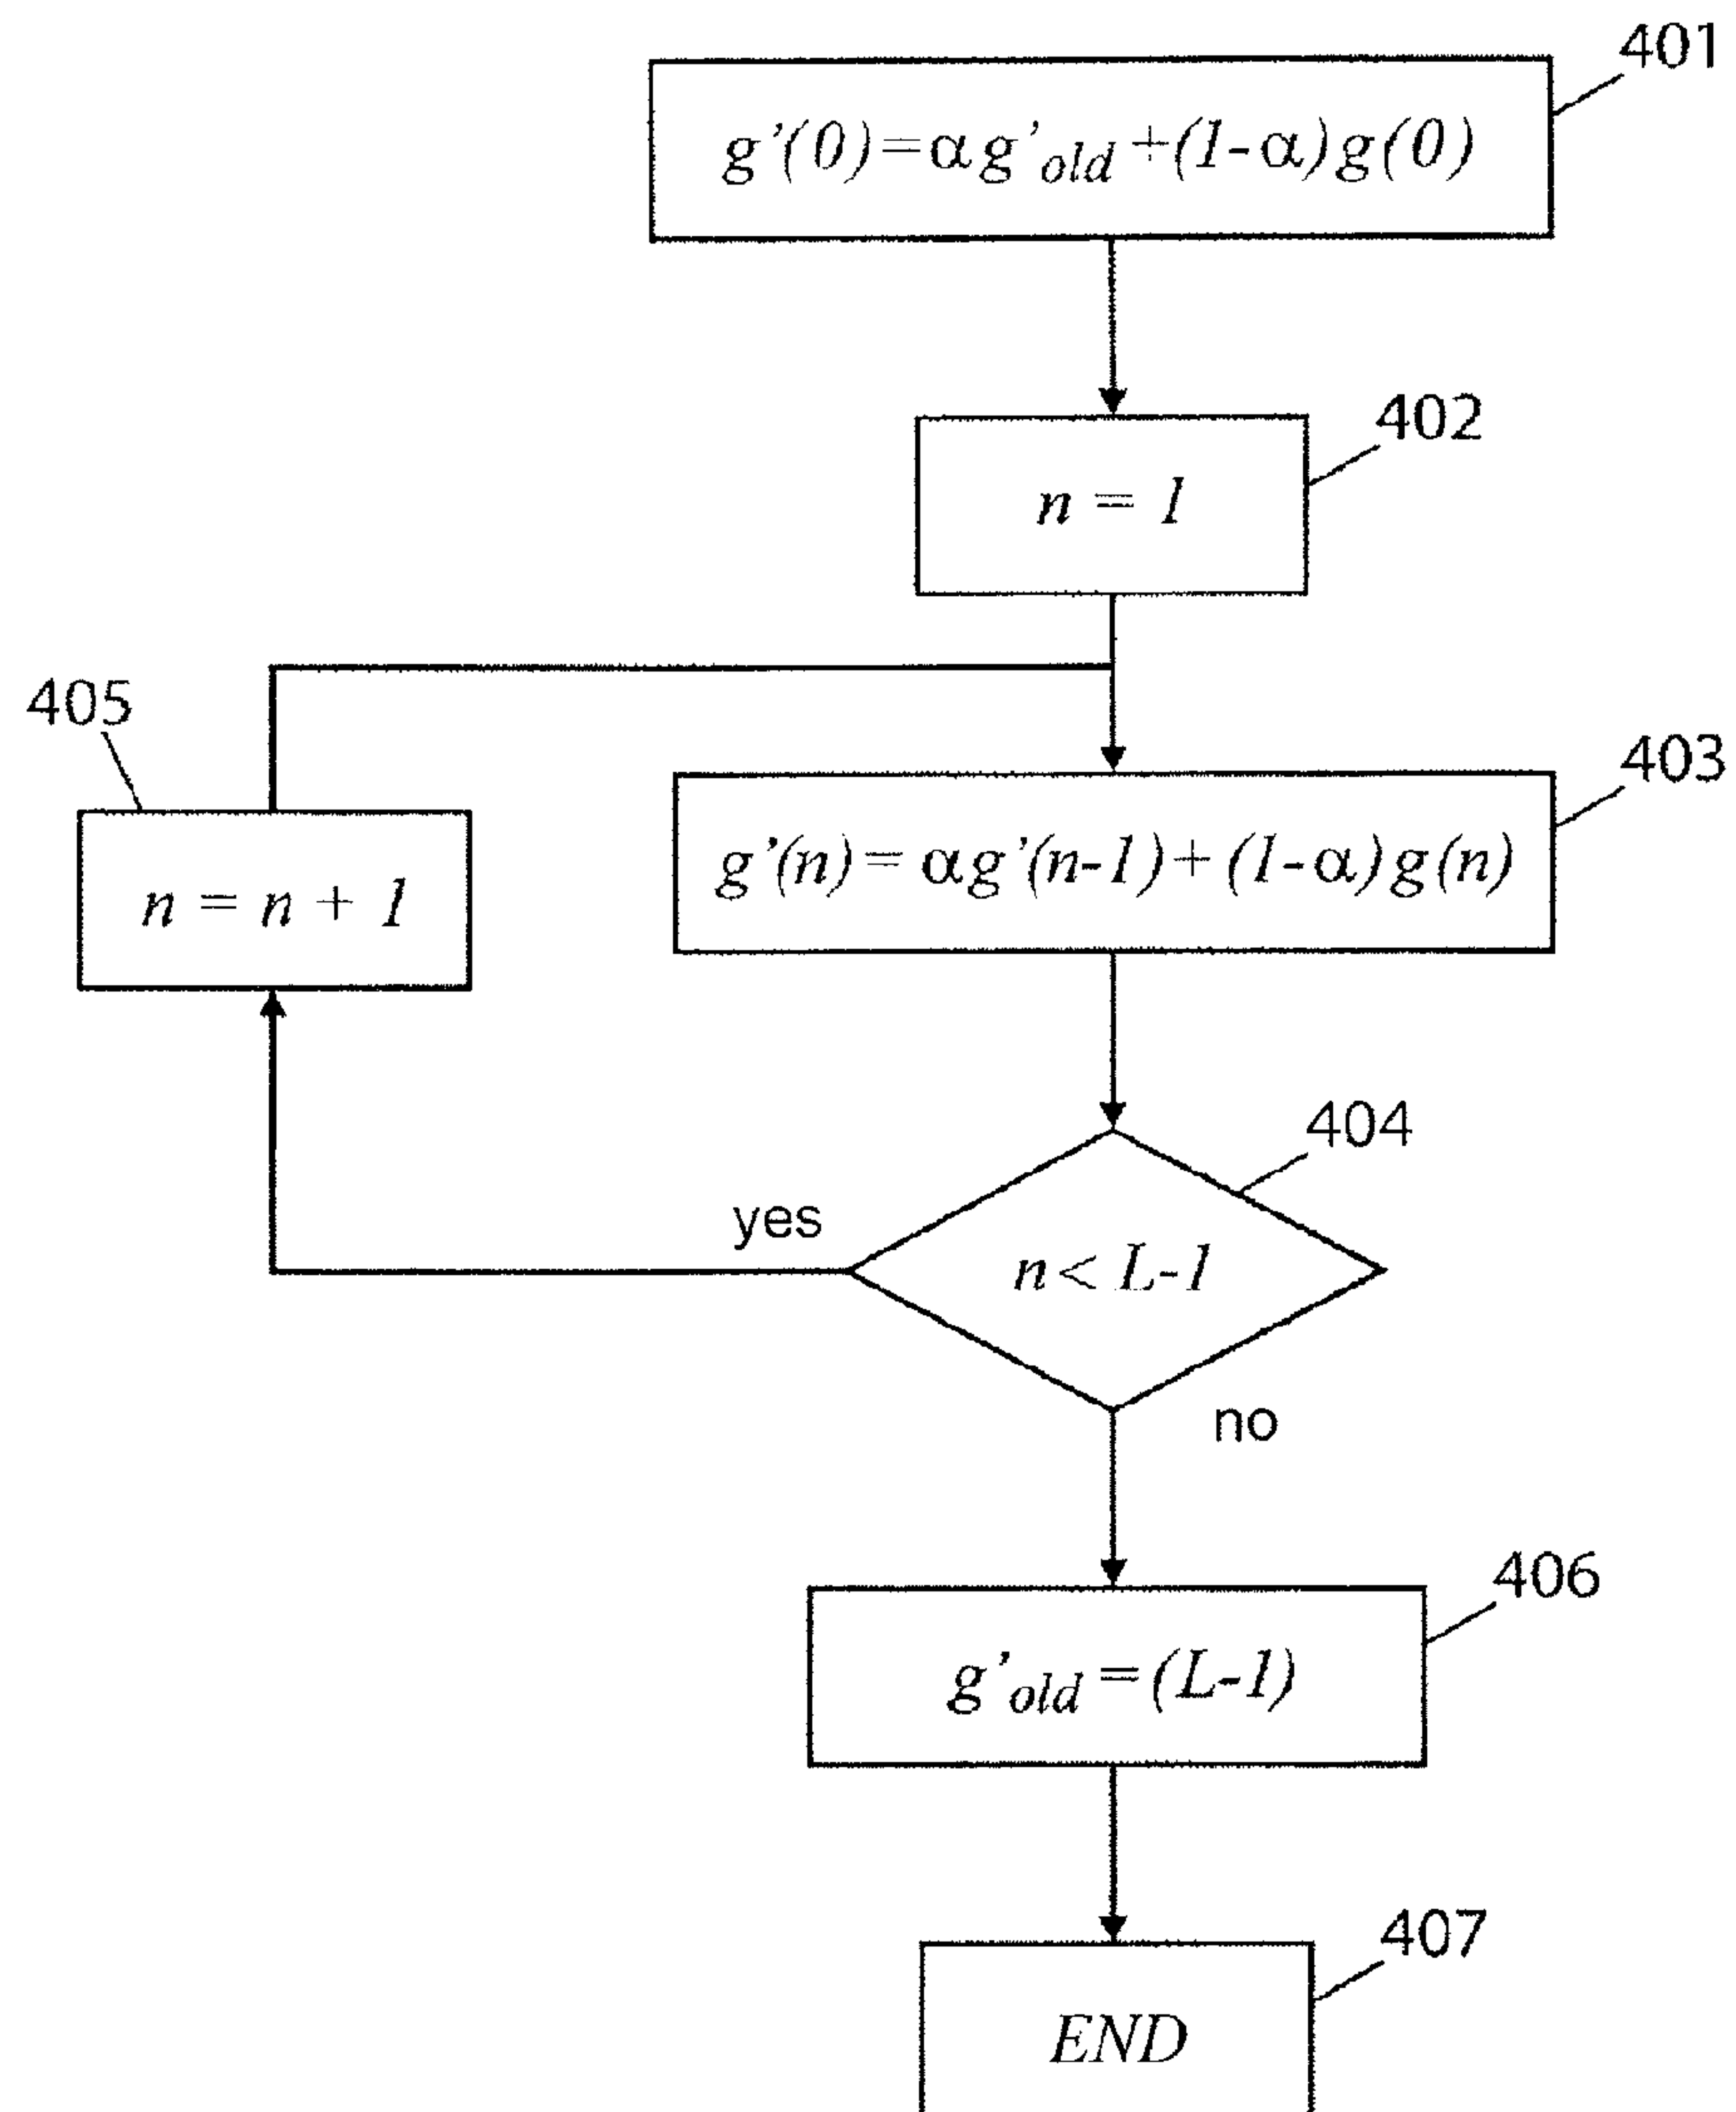 401
g’(0)=αg’old+(1-α)g(0)
402
n = 1
405
403
n = n + 1
g’(n)= αg’(n-1)+(1-α)g(n)
404
yes
n< L-1
no
406
g’old=(L-1)
407
END